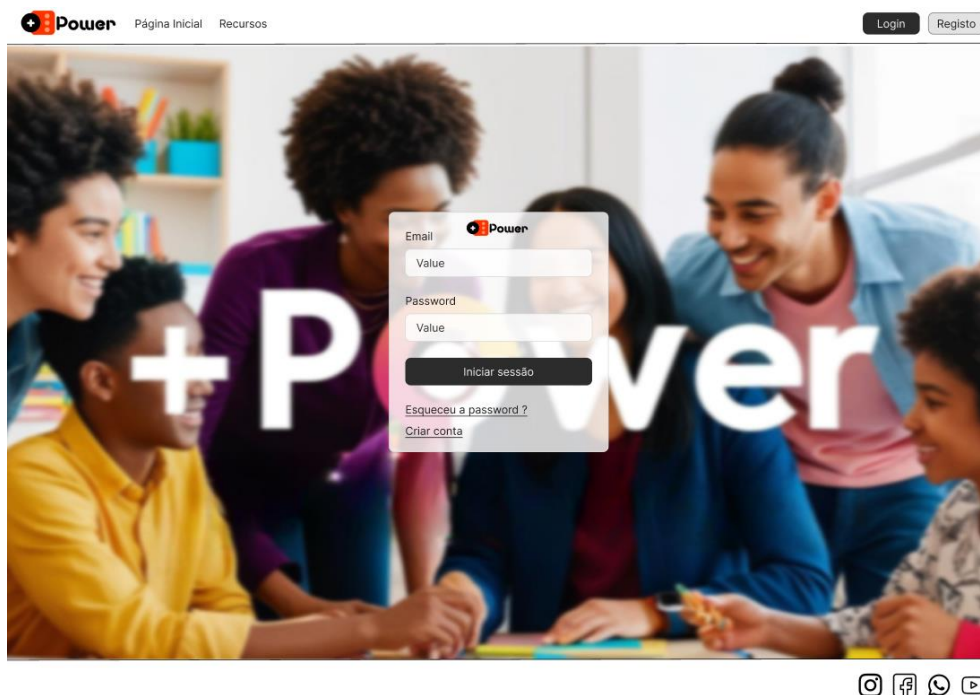 + Power Página Inicial Recursos Login Registo
+ Power
Email
Value
Password
Value
Iniciar sessão
Esqueceu a password ?
Criar conta
+Power